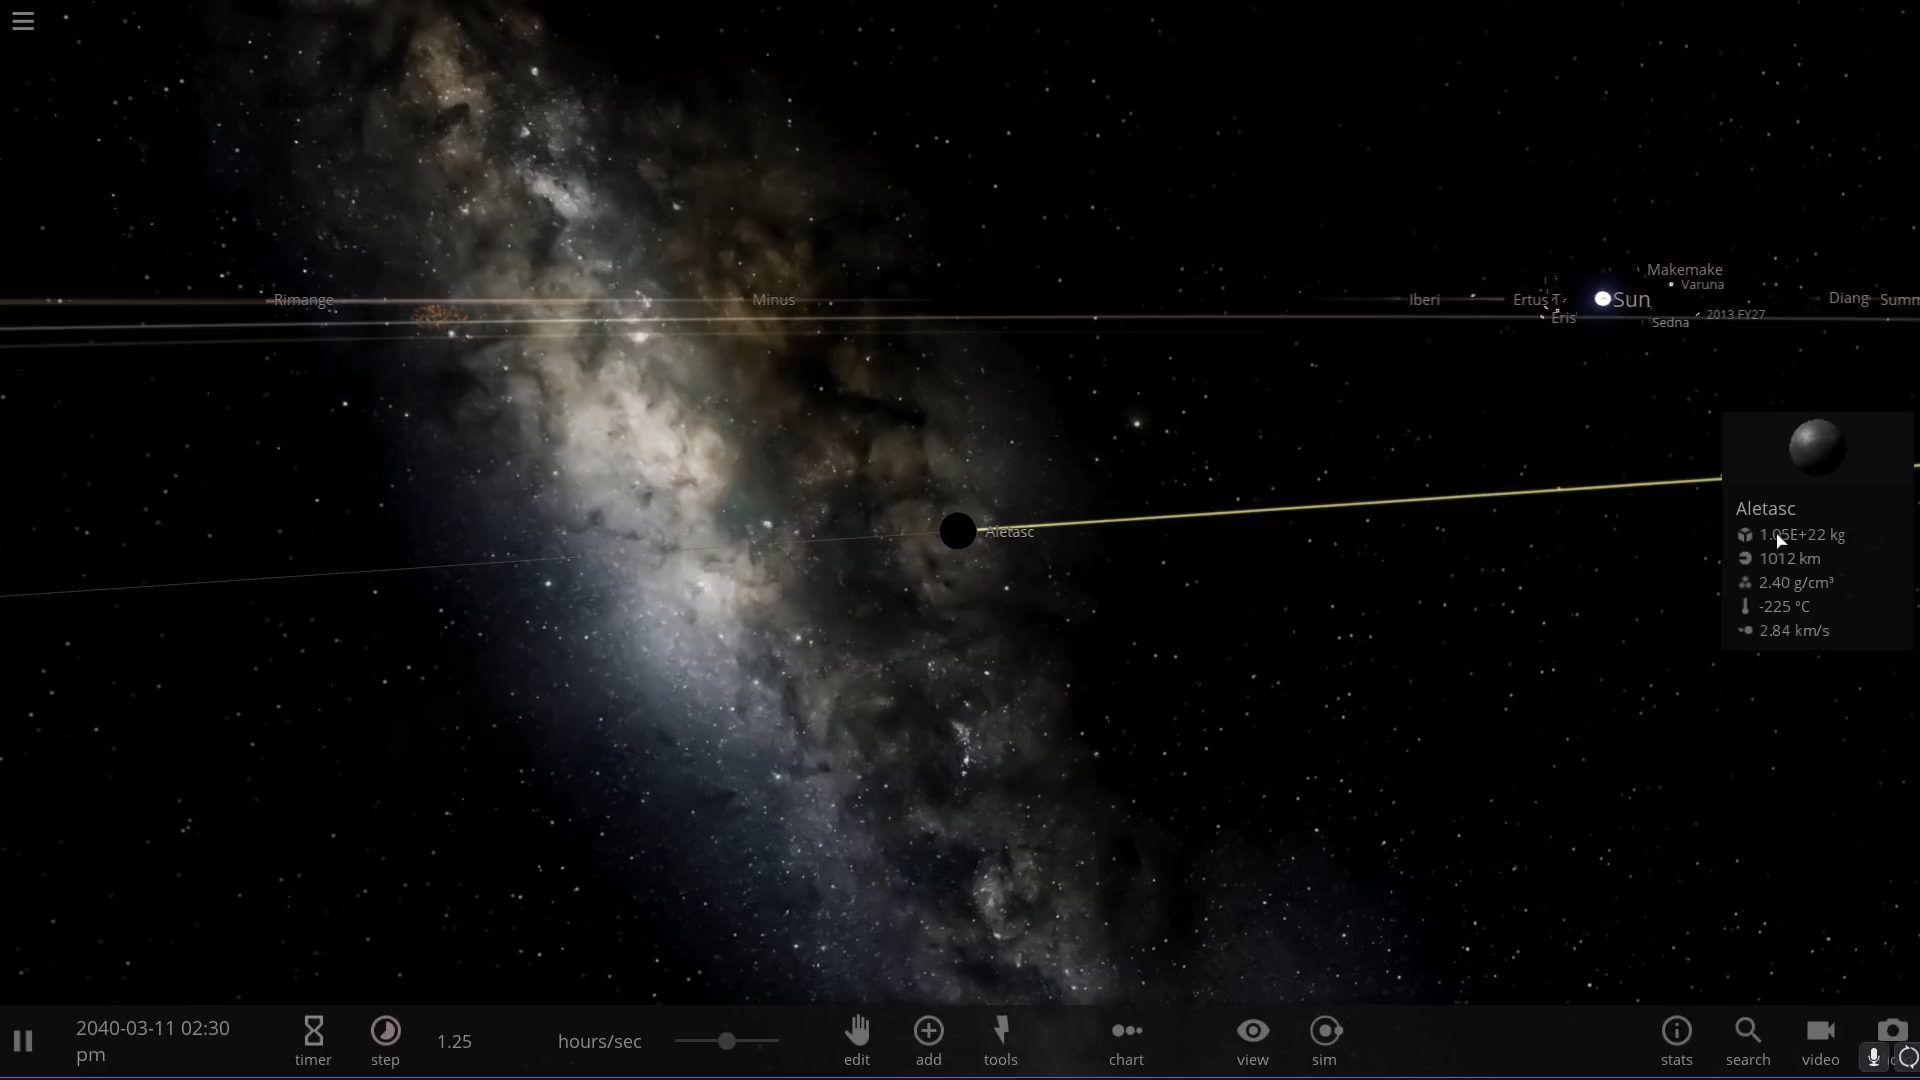 Makemake
Varuna
Rimange
Minus
Iberi
Ertus T
Sun
Diang
Summ
Eris
Sedna
2013 FY27
Aletasc
Aletasc
1.05E+22 kg
1012 km
2.40 g/cm³
-225 °C
2.84 km/s
2040-03-11 02:30
pm
timer
step
1.25
hours/sec
edit
add
tools
chart
view
sim
stats
search
video